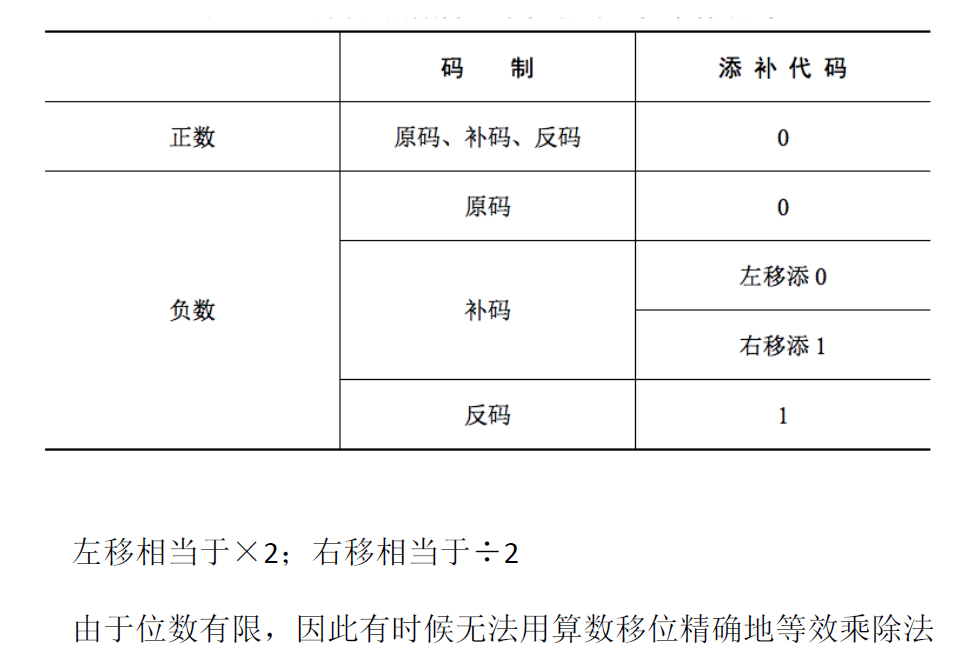 码 制 添补代码
正数 原码、补码、反码 0
原码 0
左移添 0
负数 补码
右移添 1
反码 1
左移相当于×2；右移相当于÷2
由于位数有限，因此有时候无法用算数移位精确地等效乘除法